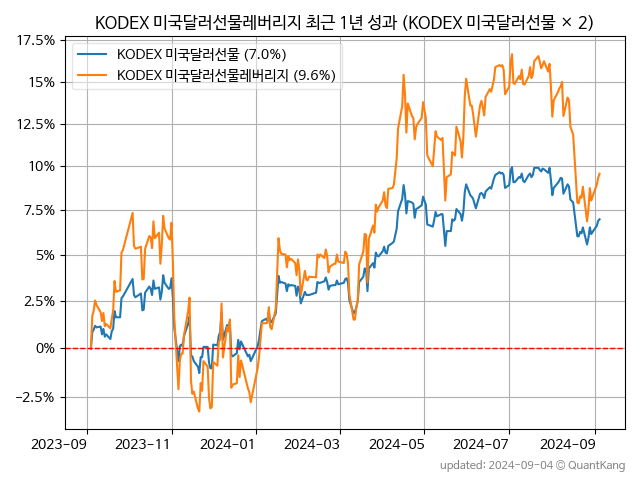 KODEX 미국달러선물레버리지 최근 1년 성과 (KODEX 미국달러선물 × 2)
17.5%
15%
12.5%
10%
7.5%
5%
2.5%
0%
−2.5%
KODEX 미국달러선물 (7.0%)
KODEX 미국달러선물레버리지 (9.6%)
2023-09 2023-11 2024-01 2024-03 2024-05 2024-07 2024-09
updated: 2024-09-04 © QuantKang